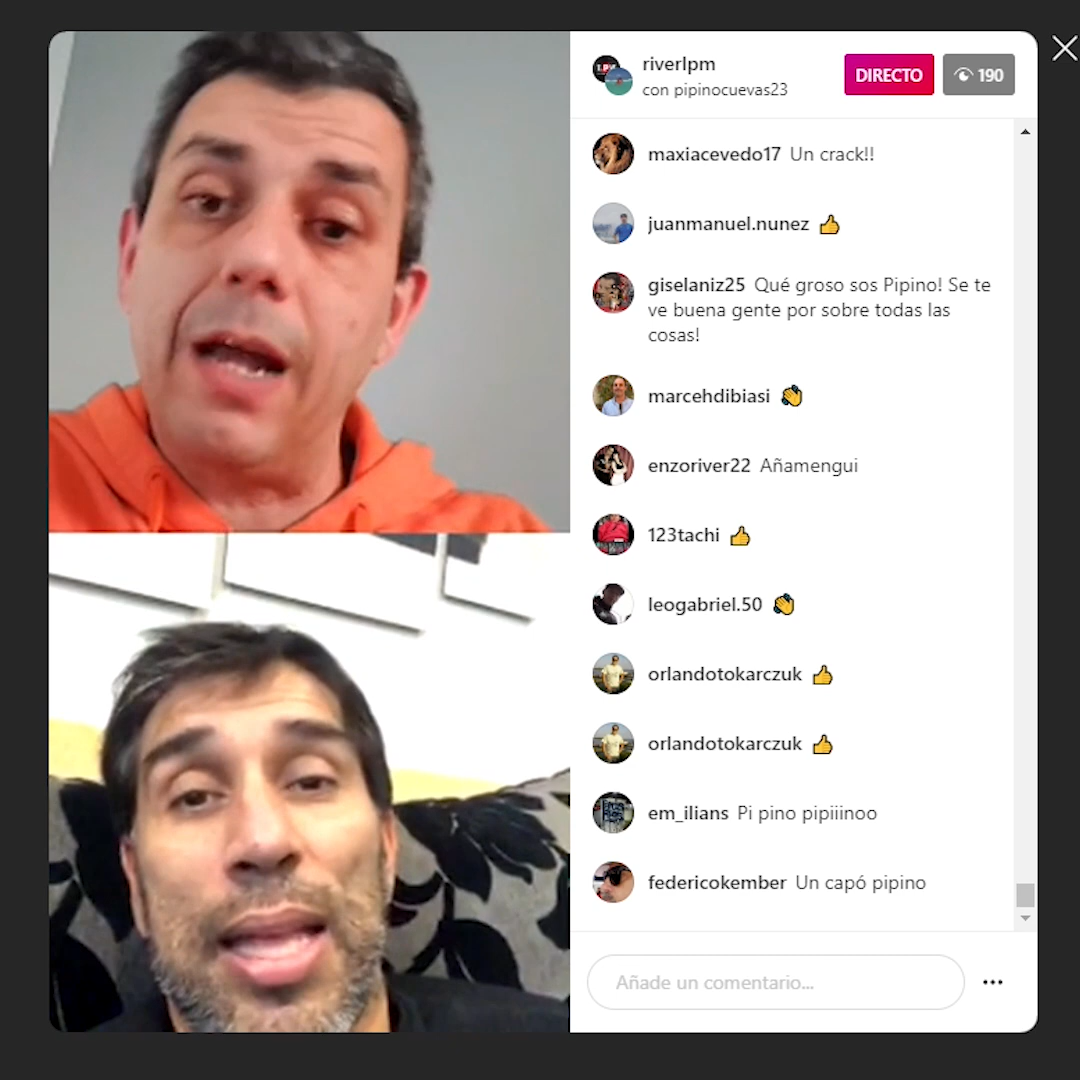 riverlpm
con pipinocuevas23
DIRECTO
190
maxiacevedo17 Un crack!!
juanmanuel.nunez 👍
giselaniz25 Qué groso sos Pipino! Se te
ve buena gente por sobre todas las
cosas!
marcehdibiasi 👏
enzoriver22 Añamengui
123tachi 👍
leogabriel.50 👏
orlandotokarczuk 👍
orlandotokarczuk 👍
em_ilians Pi pino pipiiinoo
federicokember Un capó pipino
Añade un comentario...